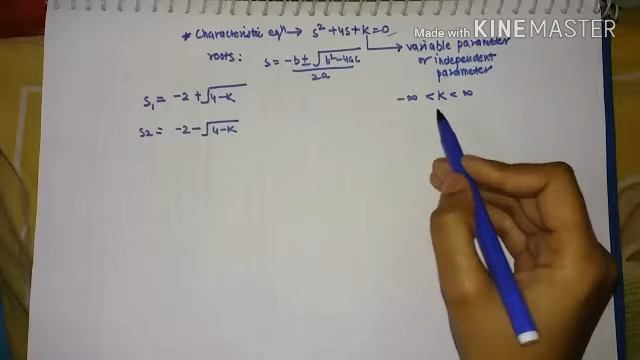 Made with KINEMASTER
* Characteristic eqⁿ → s² + 4s + k = 0
→ variable parameter
or independent
parameter
roots: s = -b ± √b² - 4ac / 2a
s₁ = -2 + √4-k
-∞ < k < ∞
s2 = -2 - √4-k